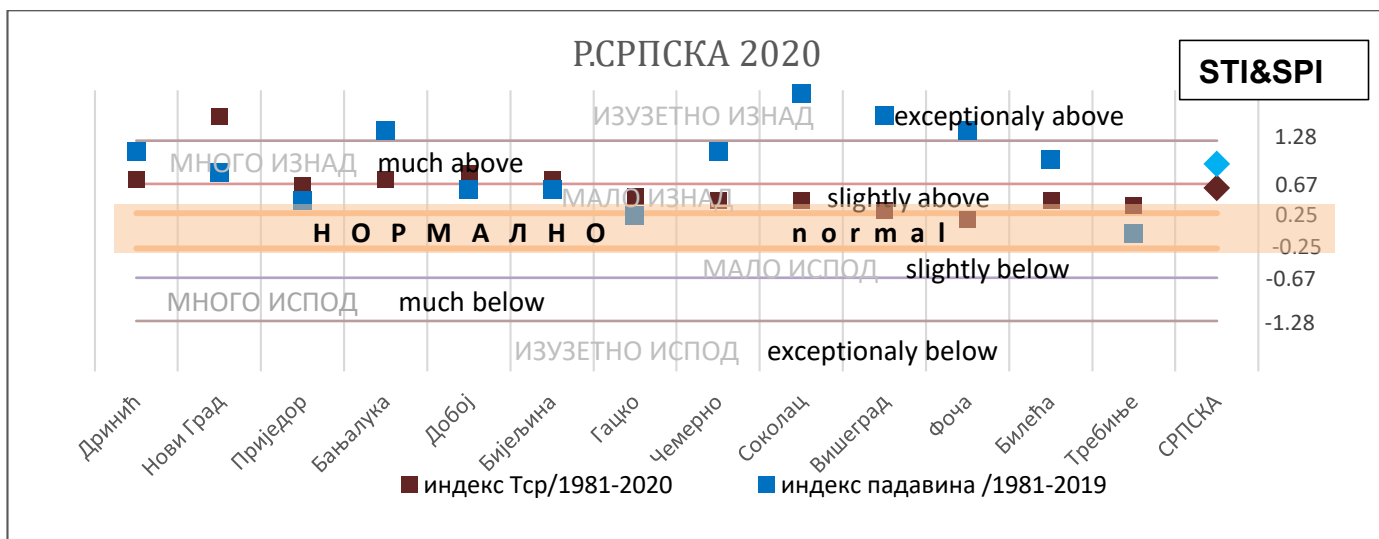 Р.СРПСКА 2020
STI&SPI
ИЗУЗЕТНО ИЗНАД exceptionaly above
1.28
МНОГО ИЗНАД much above
0.67
МАЛО ИЗНАД slightly above
0.25
НОРМАЛНО normal
-0.25
МАЛО ИСПОД slightly below
-0.67
МНОГО ИСПОД much below
-1.28
ИЗУЗЕТНО ИСПОД exceptionaly below
Дринић
Нови Град
Приједор
Бањалука
Добој
Бијељина
Гацко
Чемерно
Соколац
Вишеград
Фоча
Билећа
Требиње
СРПСКА
индекс Тср/1981-2020
индекс падавина /1981-2019